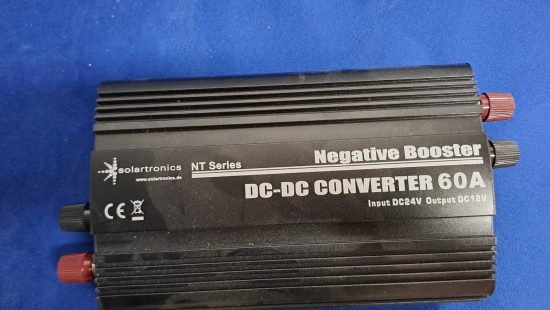 solartronics
www.solartronics.de
NT Series
Negative Booster
DC-DC CONVERTER 60A
Input DC24V Output DC12V
CE